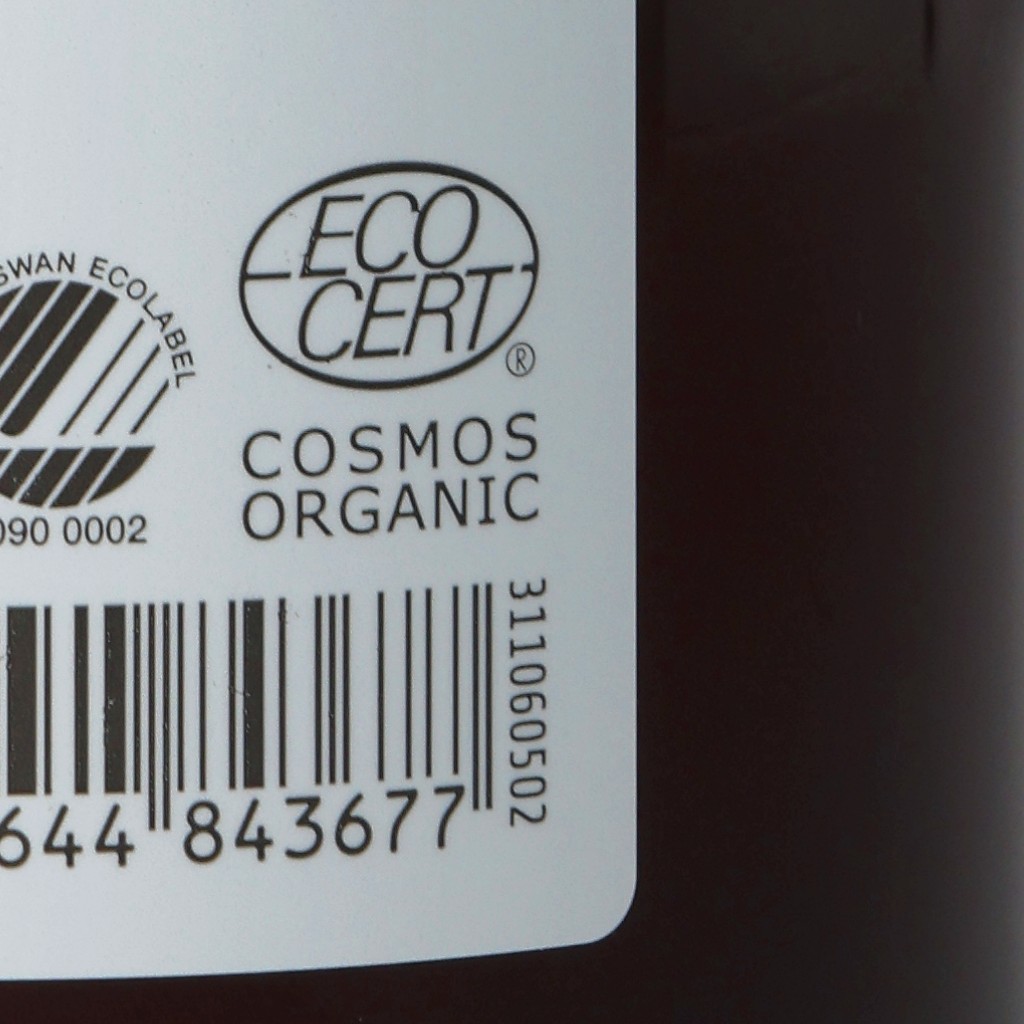 SWAN ECOLABEL
090 0002
ECO
CERT
®
COSMOS
ORGANIC
311060502
644 843677